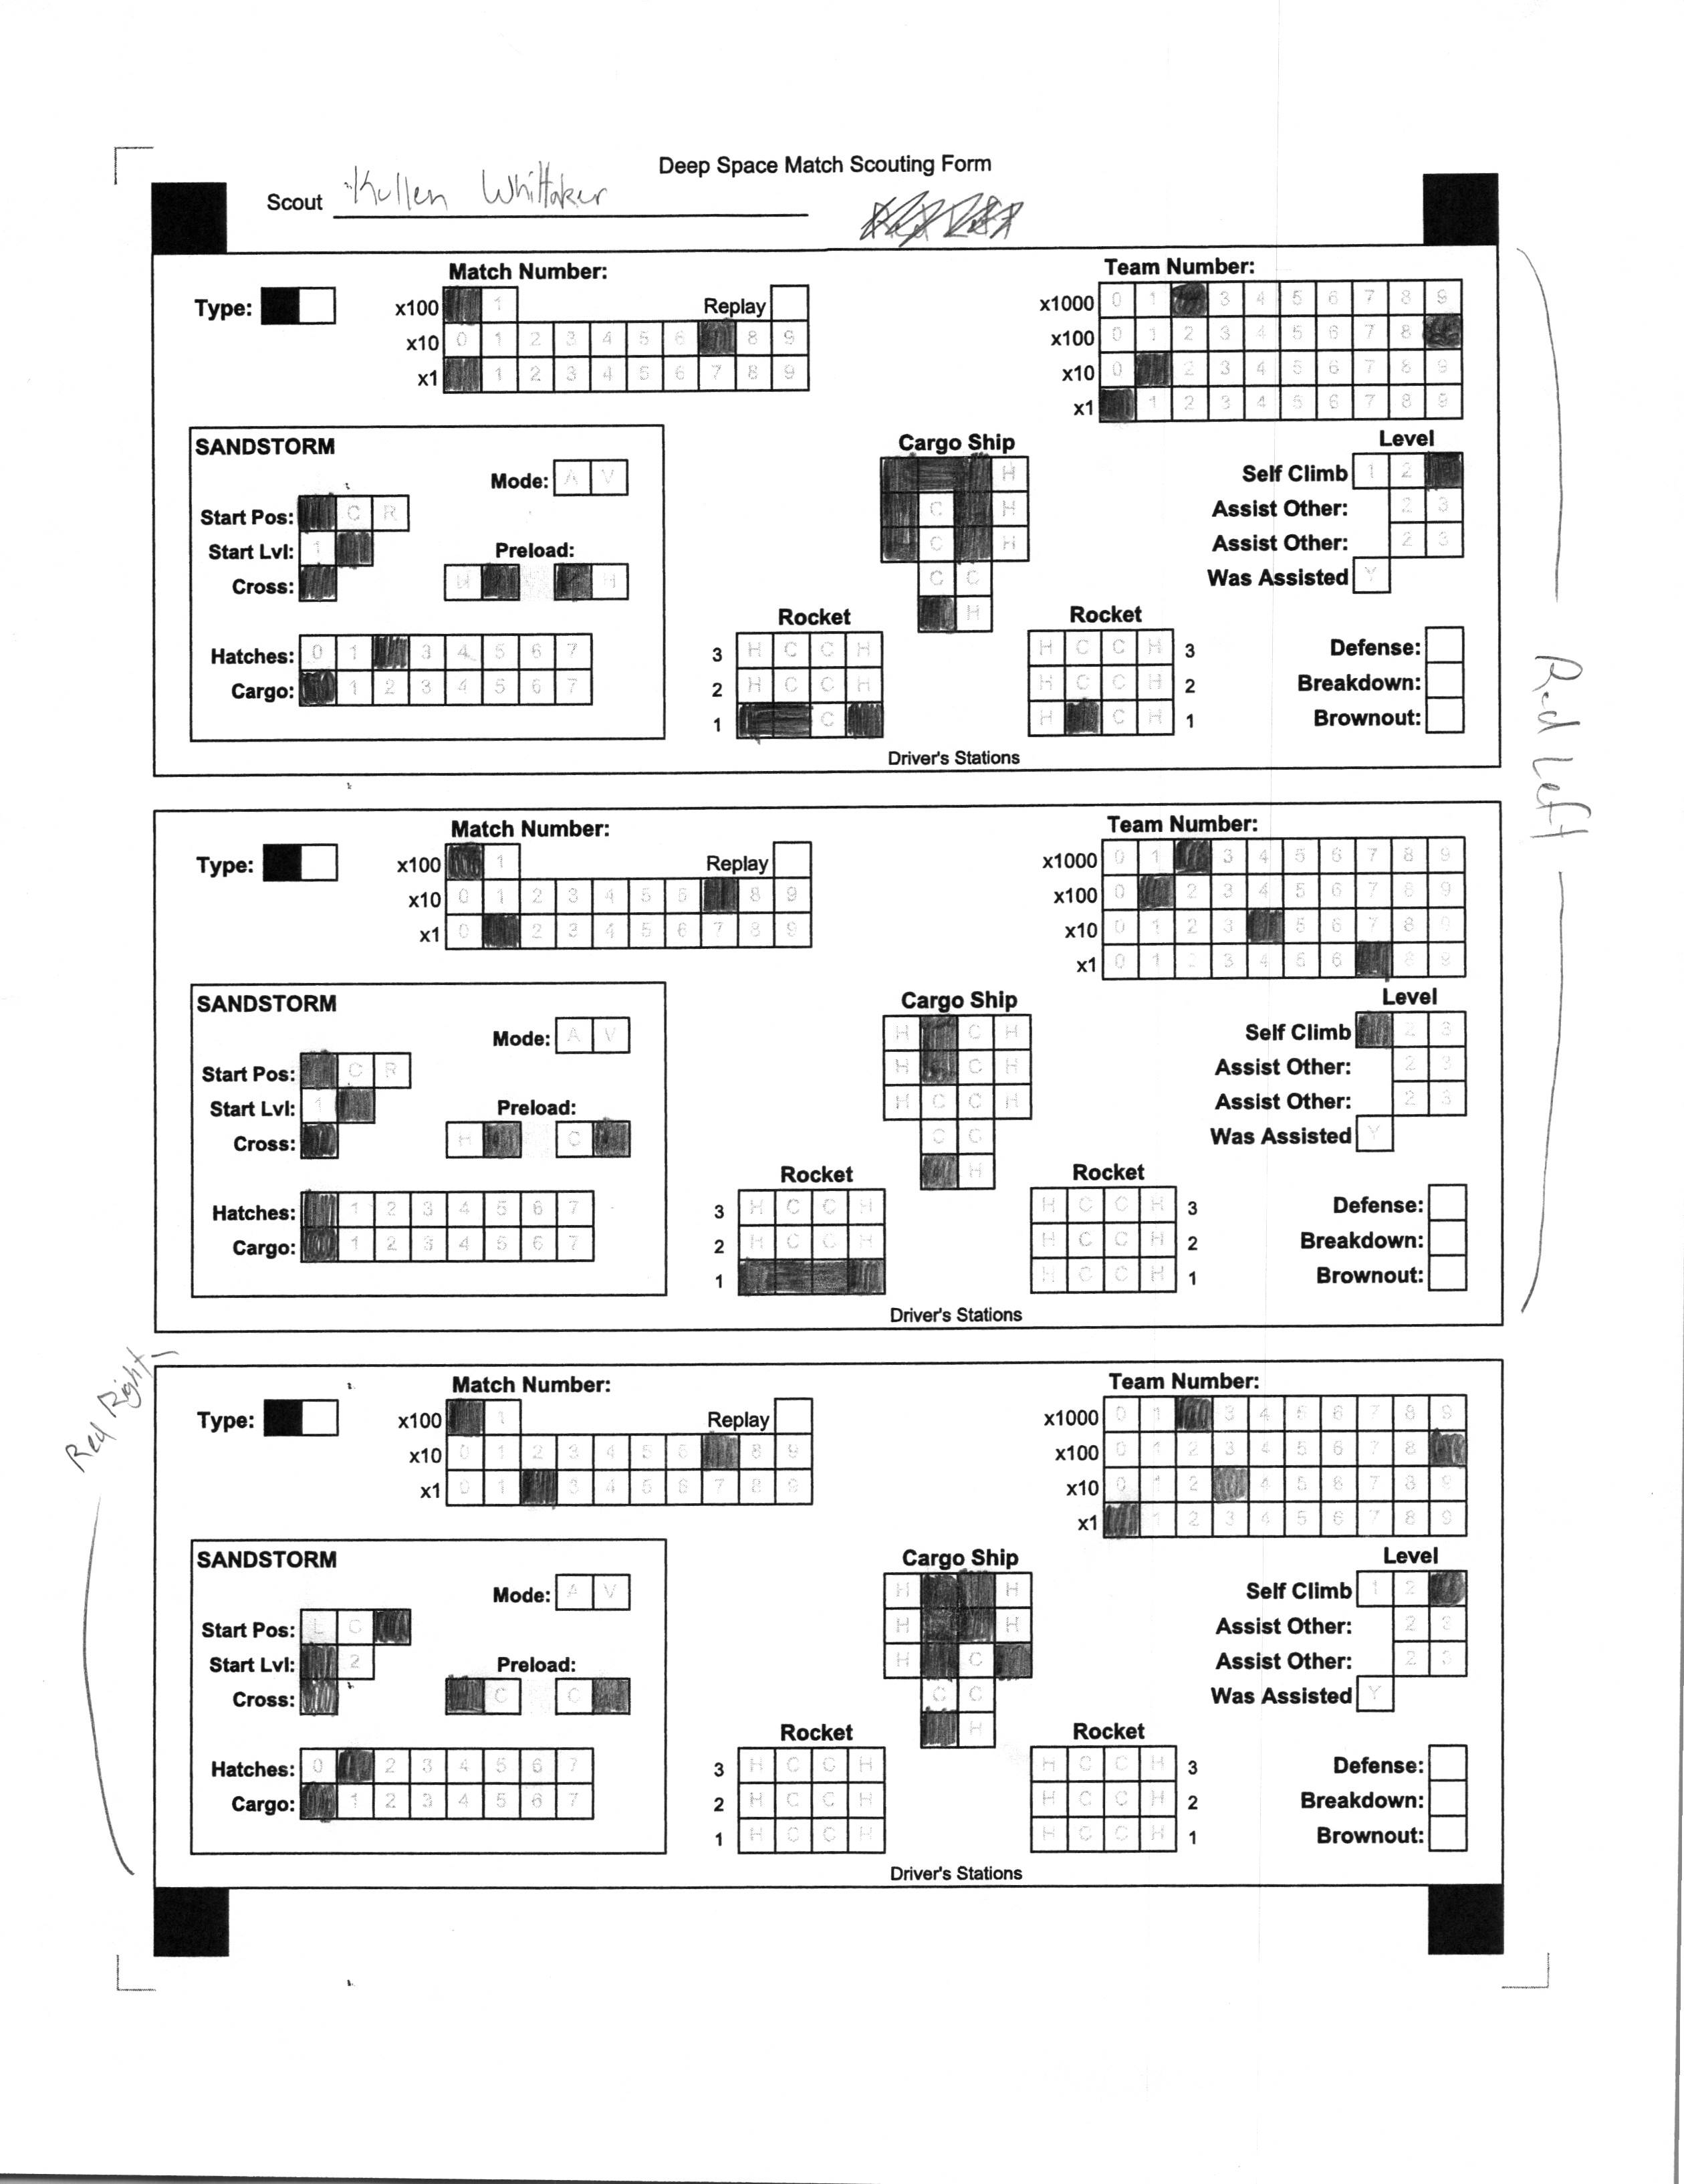 Deep Space Match Scouting Form
Scout Kullen Whittaker
Match Number:
Team Number:
Type:
x100 1 Replay
x10 0 1 2 3 4 5 6 8 9
x1 1 2 3 4 5 6 7 8 9
x1000 0 1 3 4 5 6 7 8 9
x100 0 1 2 3 4 5 6 7 8
x10 0 2 3 4 5 6 7 8 9
x1 1 2 3 4 5 6 7 8 9
SANDSTORM
Mode: A V
Start Pos: C R
Start Lvl: 1
Preload:
Cross:
H H
Hatches: 0 1 3 4 5 6 7
Cargo: 1 2 3 4 5 6 7
Cargo Ship
H
C H
C H
C C
H
Rocket
3 H C C H
2 H C C H
1 C
Rocket
H C C H 3
H C C H 2
H C H 1
Driver's Stations
Level
Self Climb 1 2
Assist Other: 2 3
Assist Other: 2 3
Was Assisted Y
Defense:
Breakdown:
Brownout:
Red Left
Match Number:
Team Number:
Type:
x100 1 Replay
x10 0 1 2 3 4 5 6 8 9
x1 0 2 3 4 5 6 7 8 9
x1000 0 1 3 4 5 6 7 8 9
x100 0 2 3 4 5 6 7 8 9
x10 0 1 2 3 5 6 7 8 9
x1 0 1 2 3 4 5 6 8 9
SANDSTORM
Mode: A V
Start Pos: C R
Start Lvl: 1
Preload:
Cross:
H C
Hatches: 1 2 3 4 5 6 7
Cargo: 1 2 3 4 5 6 7
Cargo Ship
H C H
H C H
H C C H
C C
H
Rocket
3 H C C H
2 H C C H
1
Rocket
H C C H 3
H C C H 2
H C C H 1
Driver's Stations
Level
Self Climb 2 3
Assist Other: 2 3
Assist Other: 2 3
Was Assisted Y
Defense:
Breakdown:
Brownout:
Red Right
Match Number:
Team Number:
Type:
x100 1 Replay
x10 0 1 2 3 4 5 6 8 9
x1 0 1 3 4 5 6 7 8 9
x1000 0 1 3 4 5 6 7 8 9
x100 0 1 2 3 4 5 6 7 8
x10 0 1 2 4 5 6 7 8 9
x1 1 2 3 4 5 6 7 8 9
SANDSTORM
Mode: A V
Start Pos: L C
Start Lvl: 2
Preload:
Cross:
C C
Hatches: 0 2 3 4 5 6 7
Cargo: 1 2 3 4 5 6 7
Cargo Ship
H H
H H
H C
C C
H
Rocket
3 H C C H
2 H C C H
1 H C C H
Rocket
H C C H 3
H C C H 2
H C C H 1
Driver's Stations
Level
Self Climb 1 2
Assist Other: 2 3
Assist Other: 2 3
Was Assisted Y
Defense:
Breakdown:
Brownout: